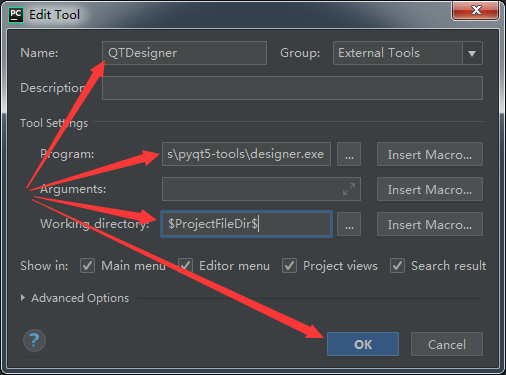 PC Edit Tool
Name: QTDesigner Group: External Tools
Description:
Tool Settings
Program: s\pyqt5-tools\designer.exe ... Insert Macro...
Arguments: Insert Macro...
Working directory: $ProjectFileDir$ ... Insert Macro...
Show in: Main menu Editor menu Project views Search result
Advanced Options
? OK Cancel